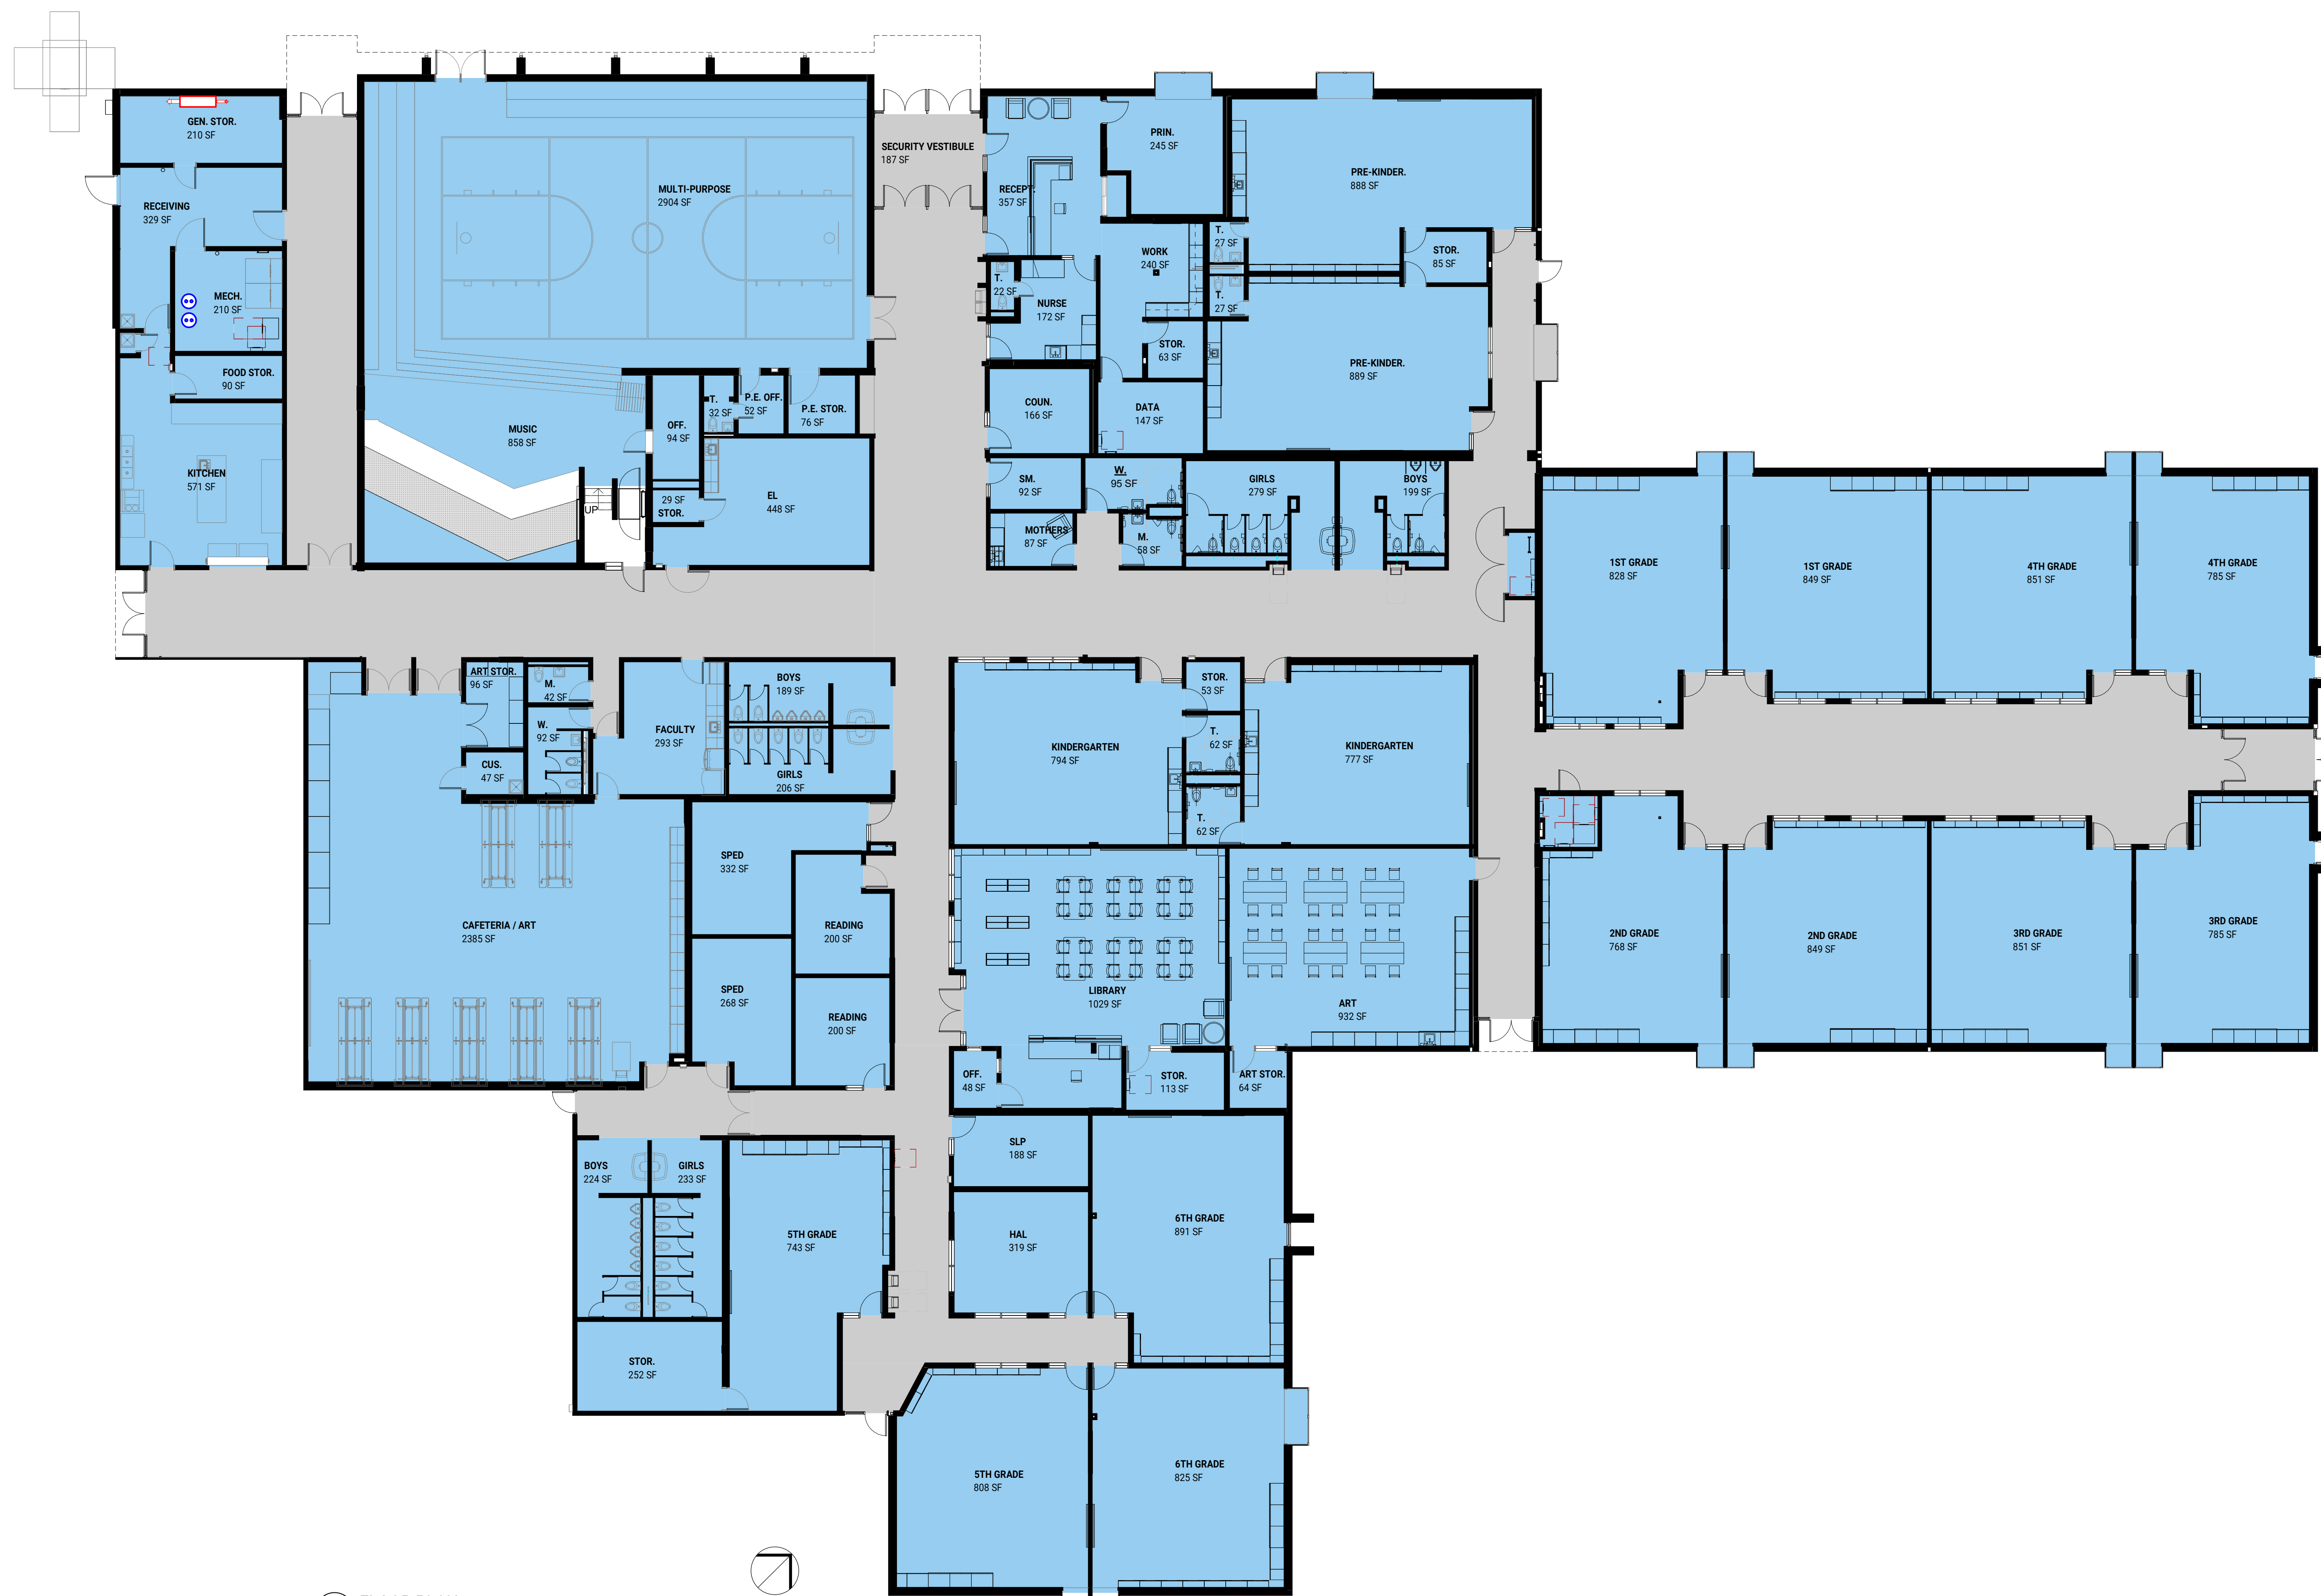 GEN. STOR.
210 SF
RECEIVING
329 SF
MECH.
210 SF
FOOD STOR.
90 SF
KITCHEN
571 SF
MULTI-PURPOSE
2904 SF
MUSIC
858 SF
UP
OFF.
94 SF
T.
32 SF
P.E. OFF.
52 SF
P.E. STOR.
76 SF
29 SF
STOR.
EL
448 SF
SECURITY VESTIBULE
187 SF
RECEPT.
357 SF
PRIN.
245 SF
WORK
240 SF
T.
22 SF
NURSE
172 SF
STOR.
63 SF
COUN.
166 SF
DATA
147 SF
SM.
92 SF
W.
95 SF
MOTHERS
87 SF
M.
58 SF
GIRLS
279 SF
BOYS
199 SF
PRE-KINDER.
888 SF
T.
27 SF
STOR.
85 SF
T.
27 SF
PRE-KINDER.
889 SF
1ST GRADE
828 SF
1ST GRADE
849 SF
4TH GRADE
851 SF
4TH GRADE
785 SF
ART STOR.
96 SF
M.
42 SF
W.
92 SF
CUS.
47 SF
FACULTY
293 SF
BOYS
189 SF
GIRLS
206 SF
CAFETERIA / ART
2385 SF
SPED
332 SF
READING
200 SF
SPED
268 SF
READING
200 SF
KINDERGARTEN
794 SF
STOR.
53 SF
T.
62 SF
T.
62 SF
KINDERGARTEN
777 SF
LIBRARY
1029 SF
ART
932 SF
OFF.
48 SF
STOR.
113 SF
ART STOR.
64 SF
2ND GRADE
768 SF
2ND GRADE
849 SF
3RD GRADE
851 SF
3RD GRADE
785 SF
BOYS
224 SF
GIRLS
233 SF
STOR.
252 SF
5TH GRADE
743 SF
SLP
188 SF
HAL
319 SF
6TH GRADE
891 SF
5TH GRADE
808 SF
6TH GRADE
825 SF